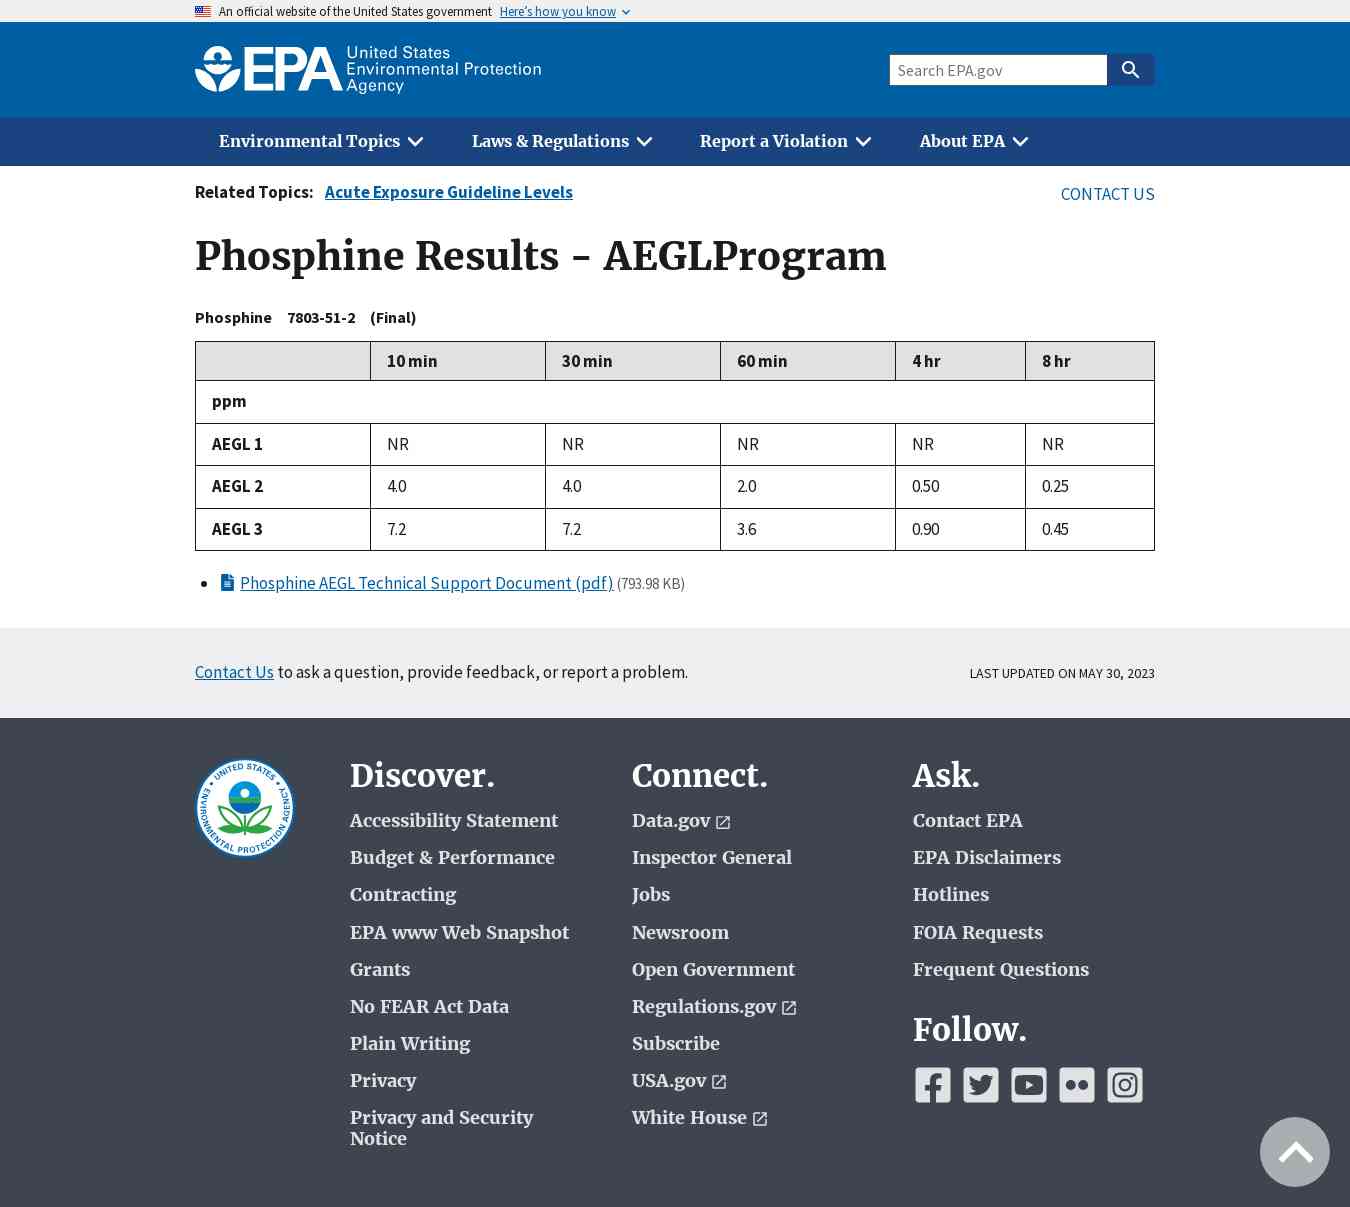 An official website of the United States government Here's how you know
EPA United States
Environmental Protection
Agency
Search EPA.gov
Environmental Topics Laws & Regulations Report a Violation About EPA
Related Topics: Acute Exposure Guideline Levels CONTACT US
Phosphine Results - AEGLProgram
Phosphine 7803-51-2 (Final)
10 min 30 min 60 min 4 hr 8 hr
ppm
AEGL 1 NR NR NR NR NR
AEGL 2 4.0 4.0 2.0 0.50 0.25
AEGL 3 7.2 7.2 3.6 0.90 0.45
Phosphine AEGL Technical Support Document (pdf) (793.98 KB)
Contact Us to ask a question, provide feedback, or report a problem. LAST UPDATED ON MAY 30, 2023
UNITED STATES
ENVIRONMENTAL PROTECTION AGENCY
Discover.
Accessibility Statement
Budget & Performance
Contracting
EPA www Web Snapshot
Grants
No FEAR Act Data
Plain Writing
Privacy
Privacy and Security
Notice
Connect.
Data.gov
Inspector General
Jobs
Newsroom
Open Government
Regulations.gov
Subscribe
USA.gov
White House
Ask.
Contact EPA
EPA Disclaimers
Hotlines
FOIA Requests
Frequent Questions
Follow.